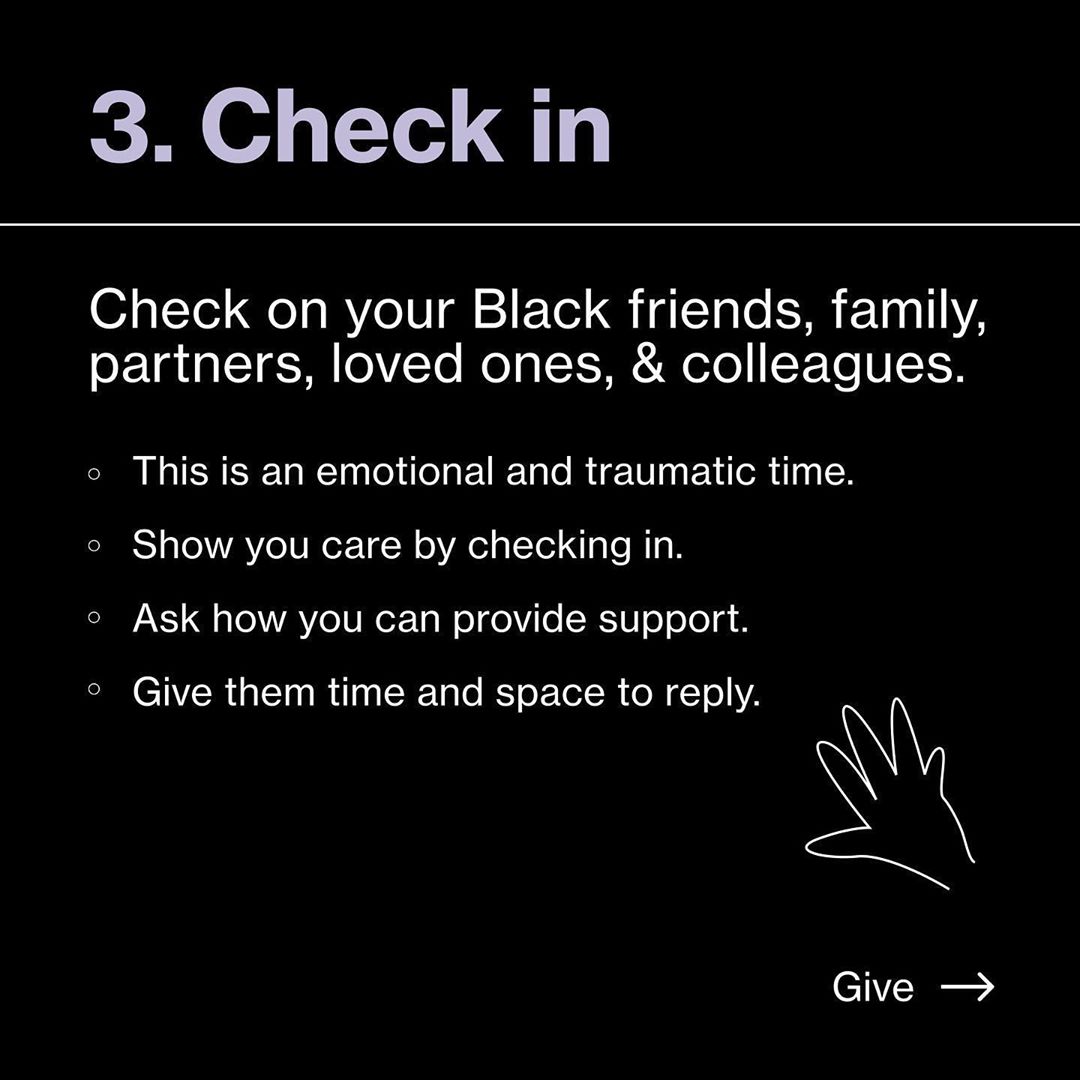 3. Check in
Check on your Black friends, family,
partners, loved ones, & colleagues.
◦ This is an emotional and traumatic time.
◦ Show you care by checking in.
◦ Ask how you can provide support.
◦ Give them time and space to reply.
Give →